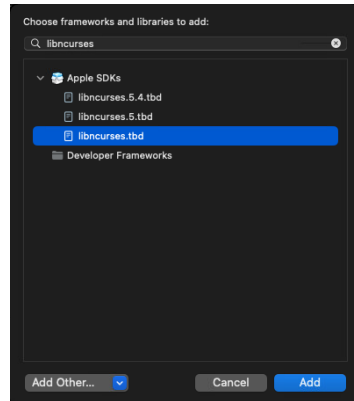 Choose frameworks and libraries to add:
libncurses
Apple SDKs
libncurses.5.4.tbd
libncurses.5.tbd
libncurses.tbd
Developer Frameworks
Add Other...
Cancel
Add